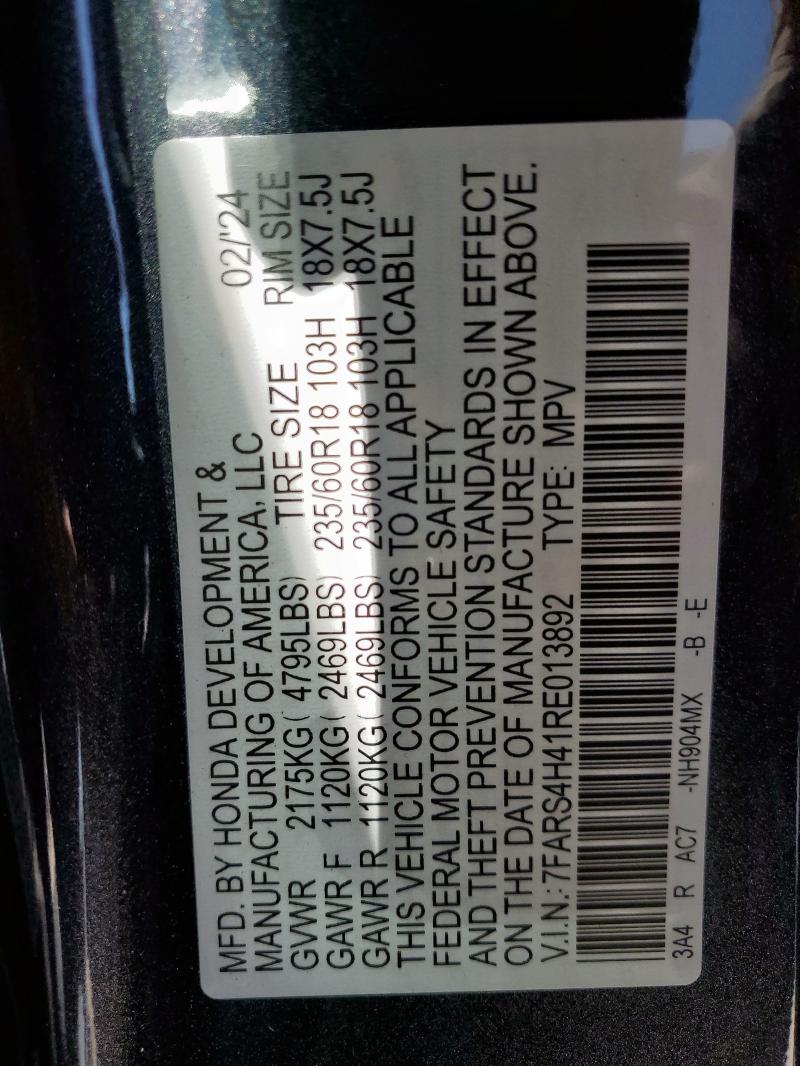 MFD. BY HONDA DEVELOPMENT &
MANUFACTURING OF AMERICA, LLC 02/'24
GVWR 2175KG( 4795LBS) TIRE SIZE RIM SIZE
GAWR F 1120KG( 2469LBS) 235/60R18 103H 18X7.5J
GAWR R 1120KG( 2469LBS) 235/60R18 103H 18X7.5J
THIS VEHICLE CONFORMS TO ALL APPLICABLE
FEDERAL MOTOR VEHICLE SAFETY
AND THEFT PREVENTION STANDARDS IN EFFECT
ON THE DATE OF MANUFACTURE SHOWN ABOVE.
V.I.N.: 7FARS4H41RE013892 TYPE: MPV
3A4 R AC7 -NH904MX -B -E